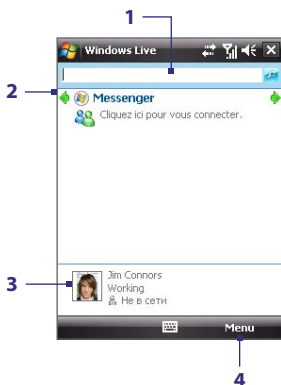 1
Windows Live
2
Messenger
Cliquez ici pour vous connecter.
3
Jim Connors
Working
Не в сети
Menu
4